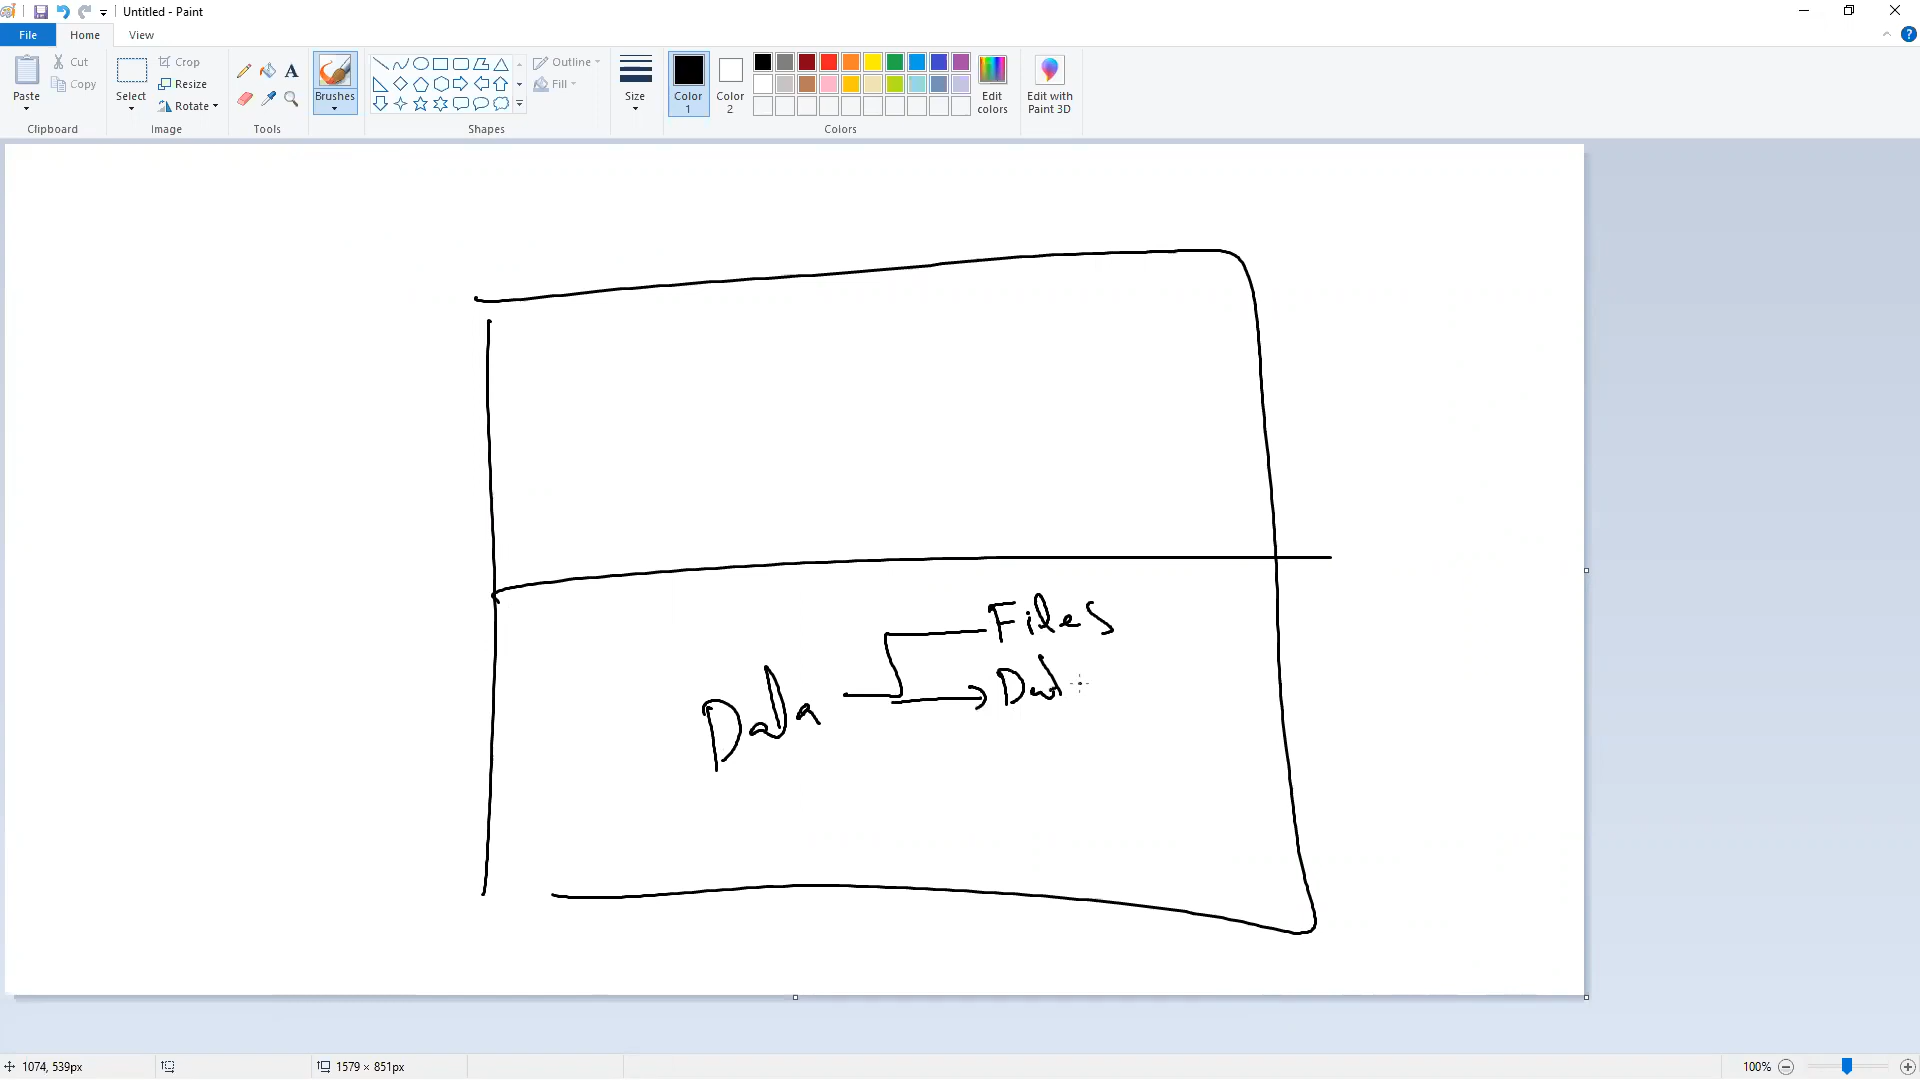 Untitled - Paint
File Home View
Paste
Cut
Copy
Clipboard
Select
Crop
Resize
Rotate
Image
Tools
Brushes
Shapes
Outline
Fill
Size
Color 1
Color 2
Colors
Edit colors
Edit with Paint 3D
Files
Data
Dat
1074, 539px
1579 × 851px
100%